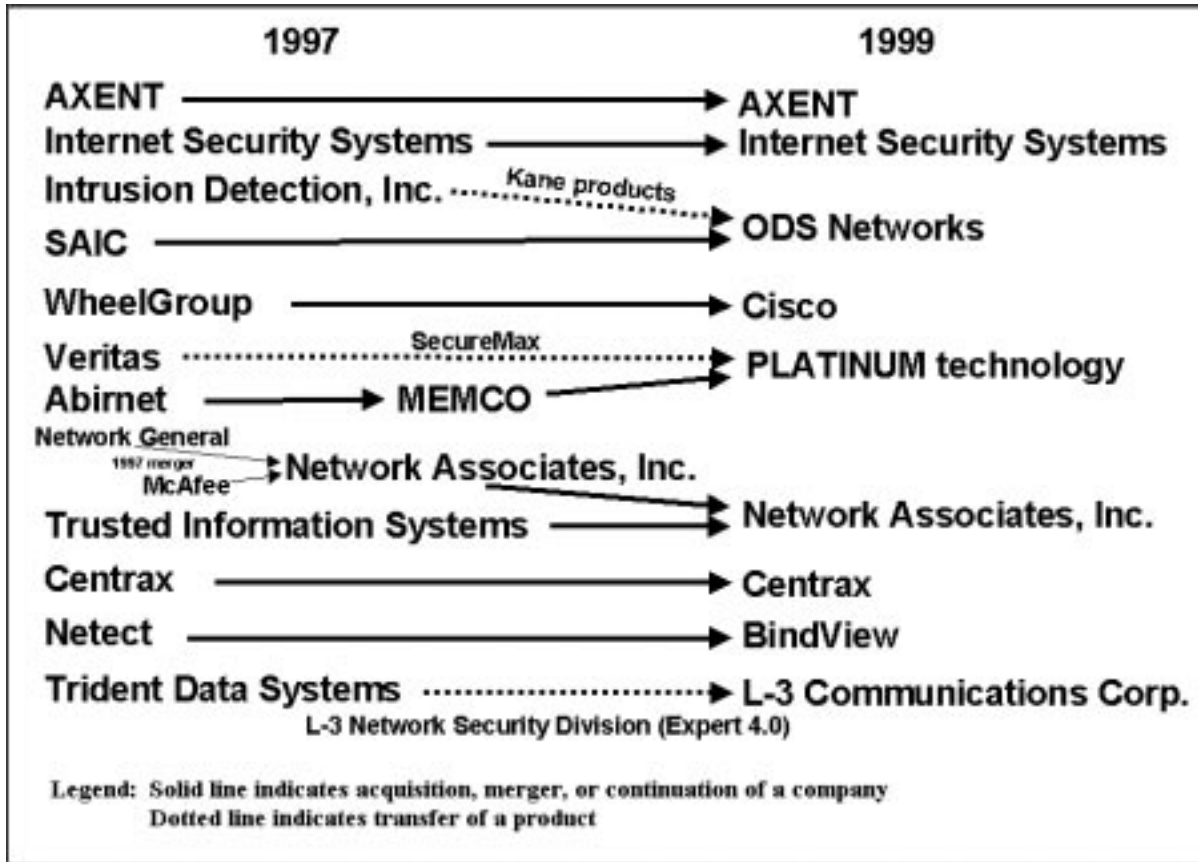 1997 1999
AXENT AXENT
Internet Security Systems Internet Security Systems
Intrusion Detection, Inc. Kane products
ODS Networks
SAIC
WheelGroup Cisco
SecureMax
Veritas PLATINUM technology
Abirnet MEMCO
Network General
1997 merger Network Associates, Inc.
McAfee
Trusted Information Systems Network Associates, Inc.
Centrax Centrax
Netect BindView
Trident Data Systems L-3 Communications Corp.
L-3 Network Security Division (Expert 4.0)
Legend: Solid line indicates acquisition, merger, or continuation of a company
Dotted line indicates transfer of a product